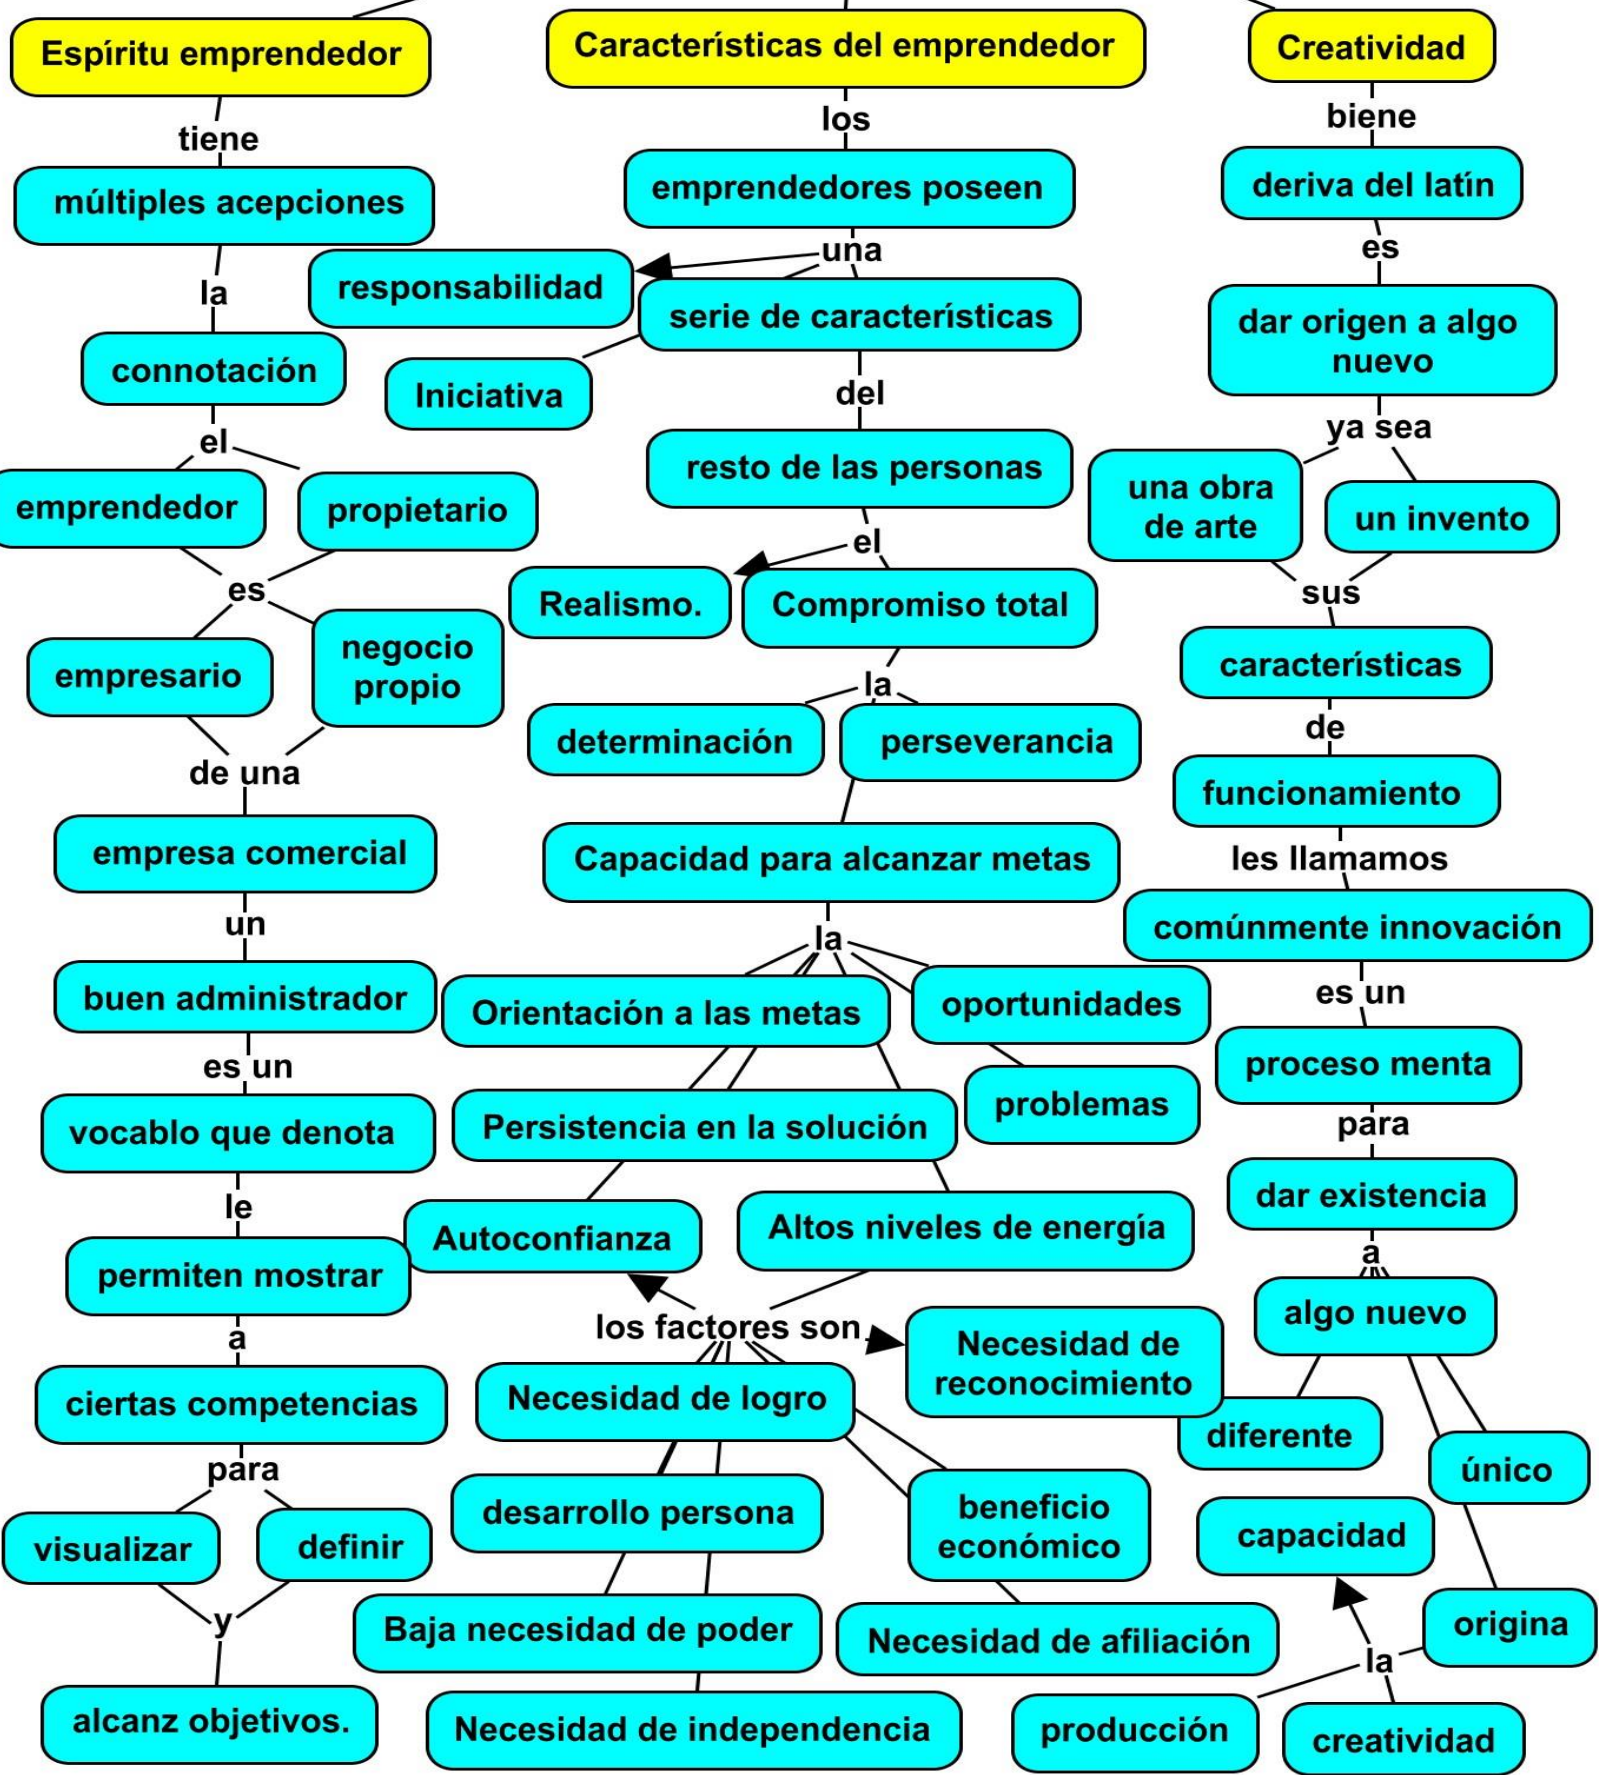 Espíritu emprendedor
tiene
múltiples acepciones
la
connotación
el
emprendedor
propietario
es
empresario
negocio
propio
de una
empresa comercial
un
buen administrador
es un
vocablo que denota
le
permiten mostrar
a
ciertas competencias
para
visualizar
definir
y
alcanz objetivos.
Características del emprendedor
los
emprendedores poseen
una
responsabilidad
serie de características
Iniciativa
del
resto de las personas
el
Realismo.
Compromiso total
la
determinación
perseverancia
Capacidad para alcanzar metas
la
Orientación a las metas
oportunidades
Persistencia en la solución
problemas
Autoconfianza
Altos niveles de energía
los factores son
Necesidad de logro
Necesidad de
reconocimiento
desarrollo persona
beneficio
económico
Baja necesidad de poder
Necesidad de afiliación
Necesidad de independencia
Creatividad
biene
deriva del latín
es
dar origen a algo
nuevo
ya sea
una obra
de arte
un invento
sus
características
de
funcionamiento
les llamamos
comúnmente innovación
es un
proceso menta
para
dar existencia
a
algo nuevo
diferente
único
capacidad
origina
la
producción
creatividad